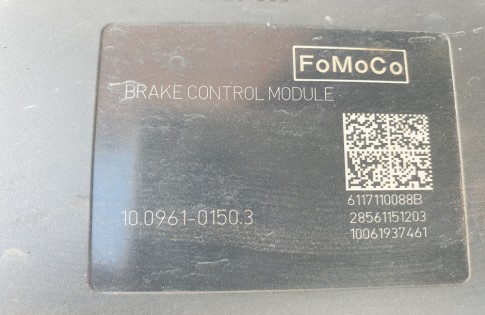 FoMoCo
BRAKE CONTROL MODULE
6117110088B
10.0961-0150.3
28561151203
10061937461